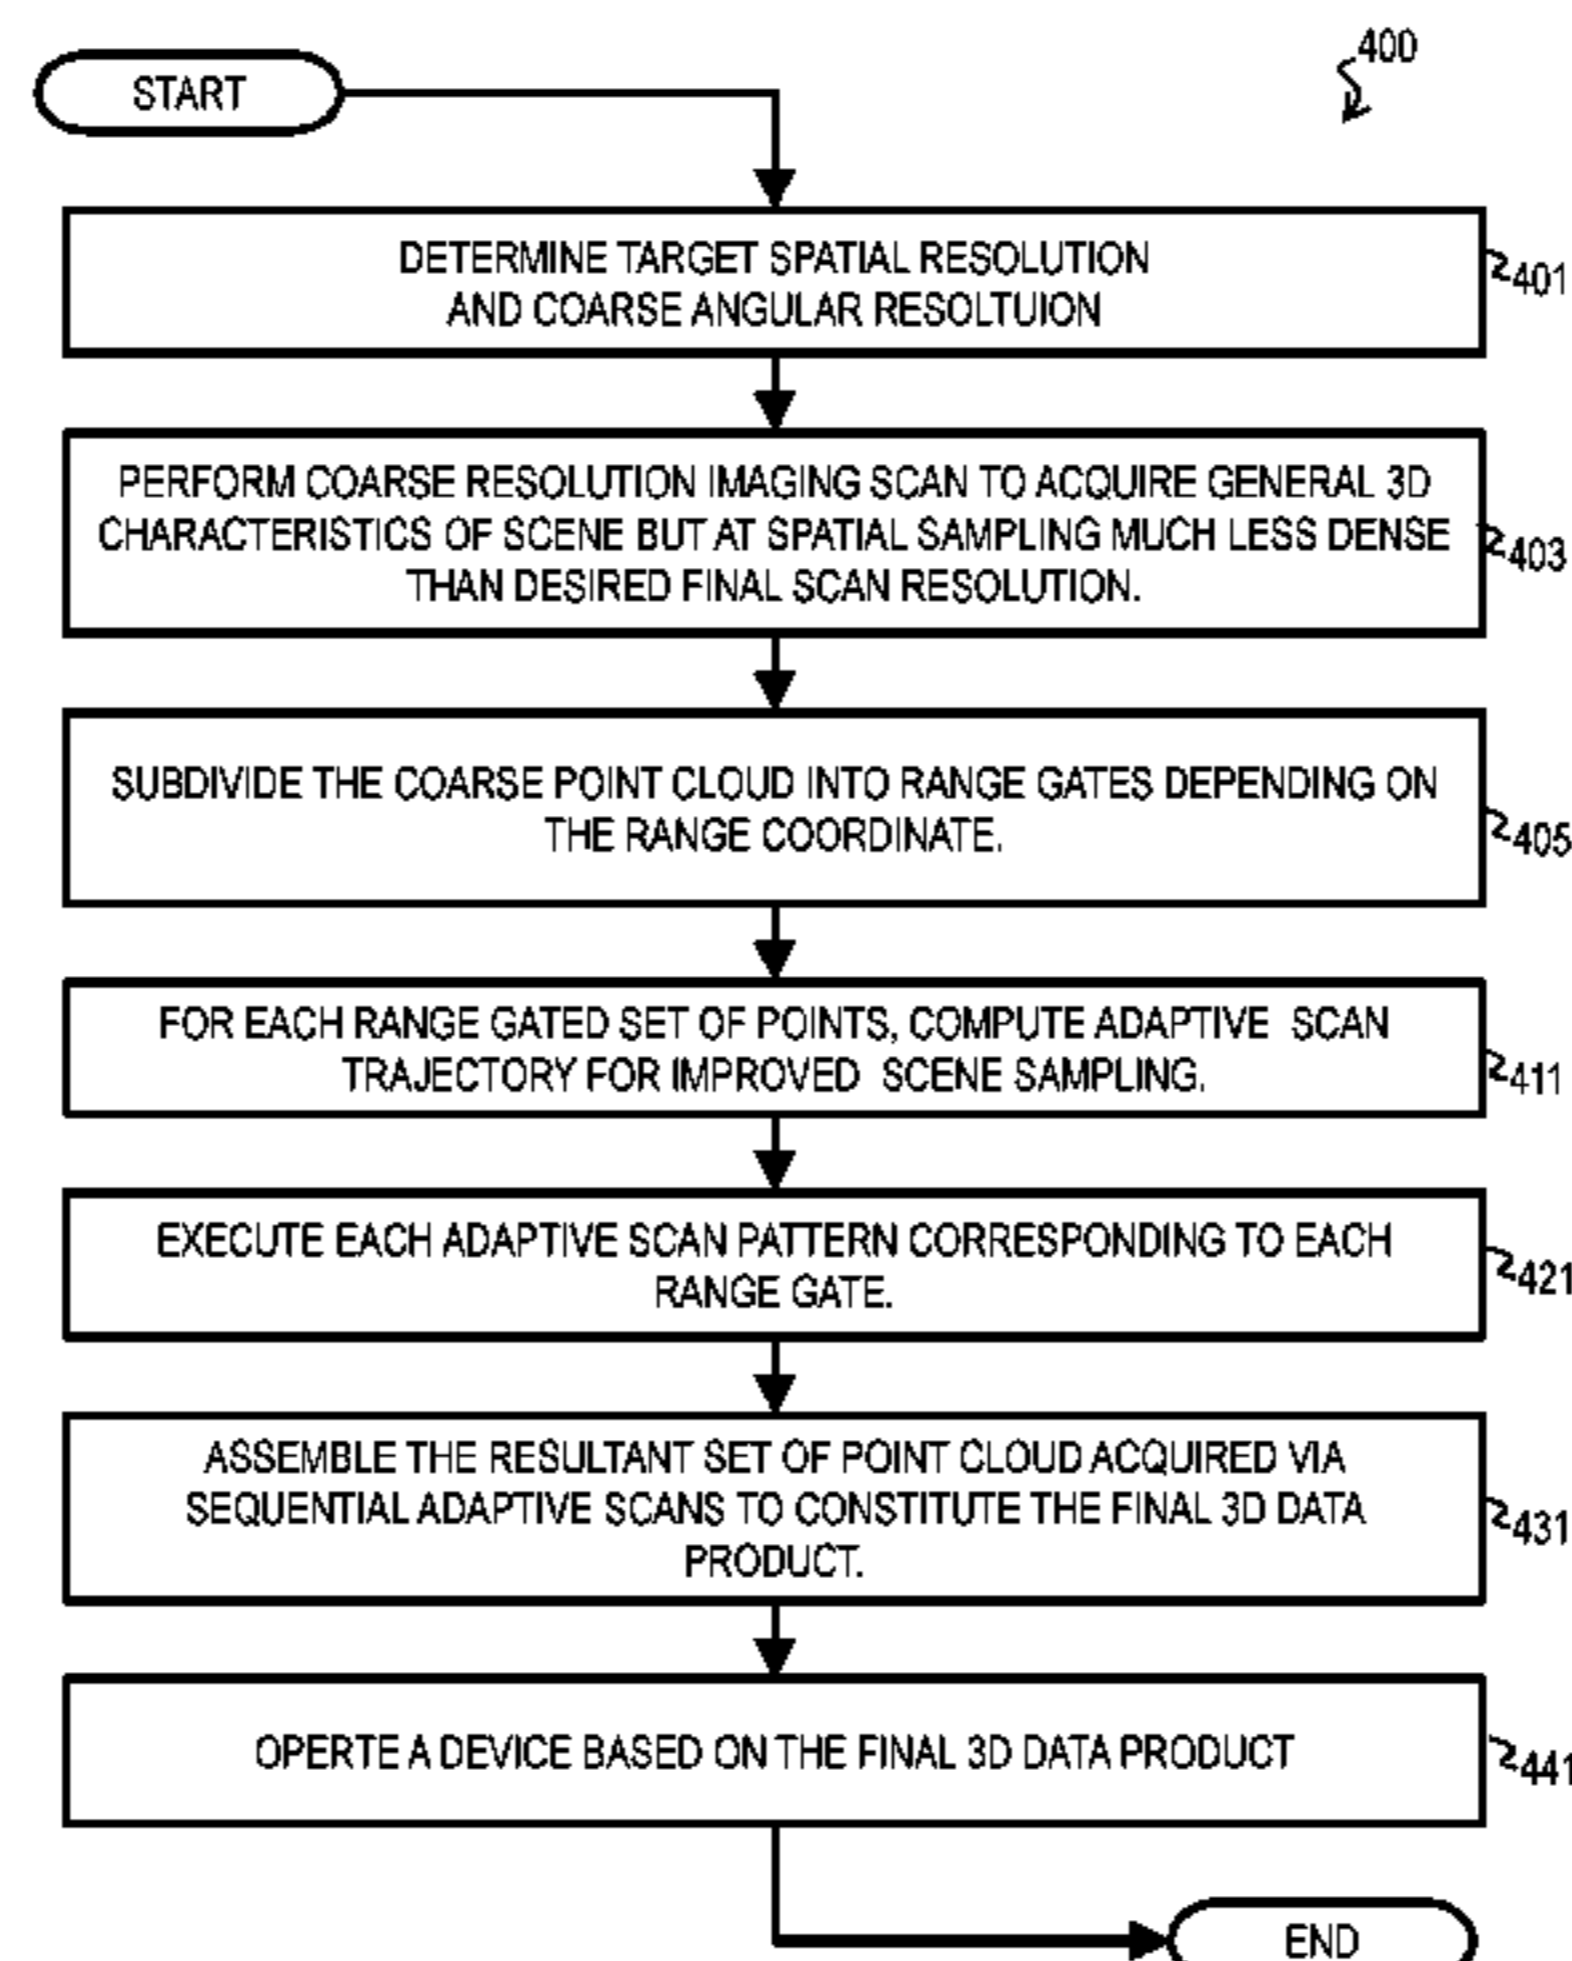 400
START
DETERMINE TARGET SPATIAL RESOLUTION
AND COARSE ANGULAR RESOLTUION
401
PERFORM COARSE RESOLUTION IMAGING SCAN TO ACQUIRE GENERAL 3D
CHARACTERISTICS OF SCENE BUT AT SPATIAL SAMPLING MUCH LESS DENSE
THAN DESIRED FINAL SCAN RESOLUTION.
403
SUBDIVIDE THE COARSE POINT CLOUD INTO RANGE GATES DEPENDING ON
THE RANGE COORDINATE.
405
FOR EACH RANGE GATED SET OF POINTS, COMPUTE ADAPTIVE SCAN
TRAJECTORY FOR IMPROVED SCENE SAMPLING.
411
EXECUTE EACH ADAPTIVE SCAN PATTERN CORRESPONDING TO EACH
RANGE GATE.
421
ASSEMBLE THE RESULTANT SET OF POINT CLOUD ACQUIRED VIA
SEQUENTIAL ADAPTIVE SCANS TO CONSTITUTE THE FINAL 3D DATA
PRODUCT.
431
OPERTE A DEVICE BASED ON THE FINAL 3D DATA PRODUCT
441
END